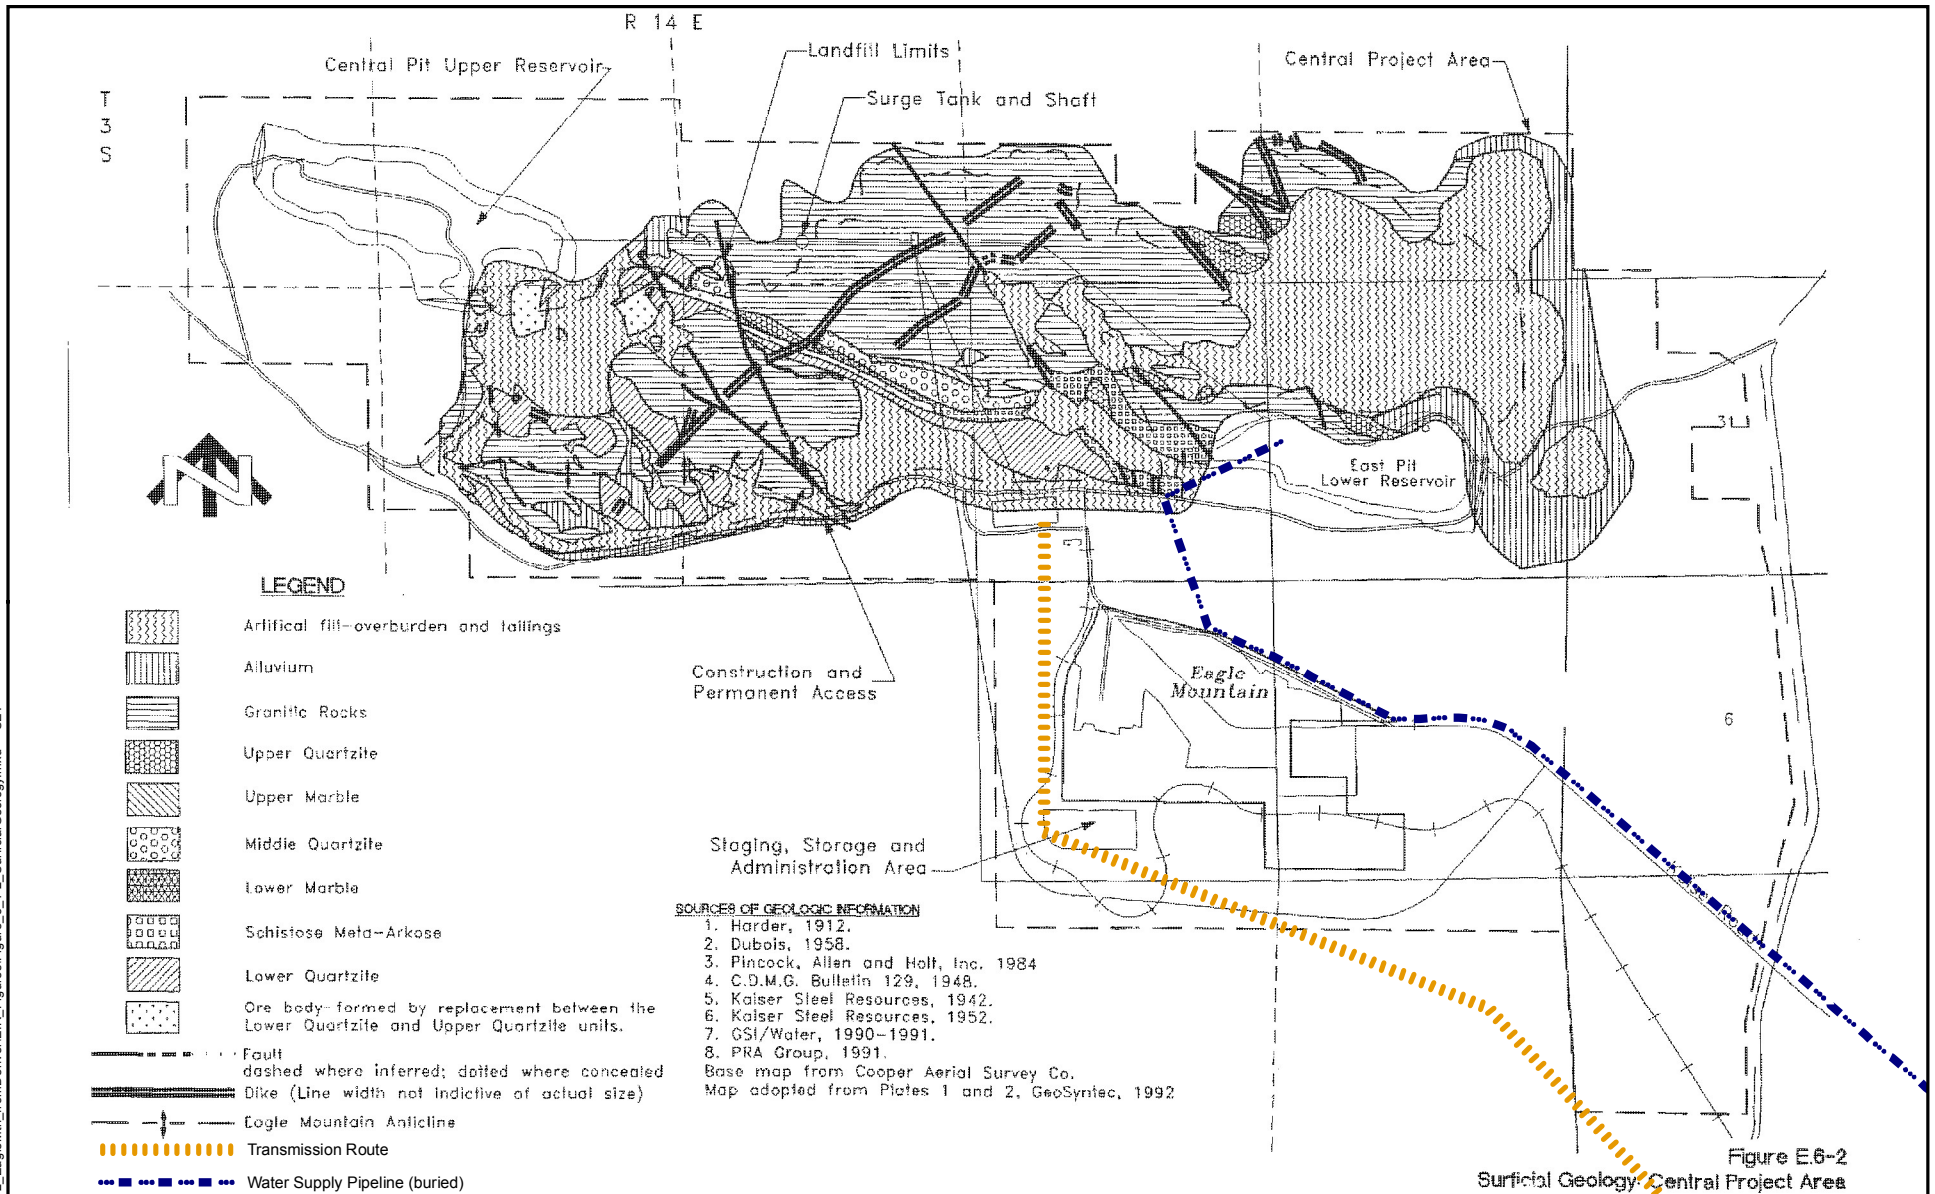 R 14 E
T
3
S
Central Pit Upper Reservoir
Landfill Limits
Surge Tank and Shaft
Central Project Area
31
East Pit
Lower Reservoir
LEGEND
Artifical fill-overburden and tailings
Alluvium
Granitic Rocks
Upper Quartzite
Upper Marble
Middle Quartzite
Lower Marble
Schistose Meta-Arkose
Lower Quartzite
Ore body-formed by replacement between the
Lower Quartzite and Upper Quartzite units.
Fault
dashed where inferred; dotted where concealed
Dike (Line width not indictive of actual size)
Eagle Mountain Anticline
Transmission Route
Water Supply Pipeline (buried)
Construction and
Permanent Access
Eagle
Mountain
6
Staging, Storage and
Administration Area
SOURCES OF GEOLOGIC INFORMATION
1. Harder, 1912.
2. Dubois, 1958.
3. Pincock, Allen and Holt, Inc. 1984
4. C.D.M.G. Bulletin 129, 1948.
5. Kaiser Steel Resources, 1942.
6. Kaiser Steel Resources, 1952.
7. GSI/Water, 1990-1991.
8. PRA Group, 1991.
Base map from Cooper Aerial Survey Co.
Map adopted from Plates 1 and 2, GeoSyntec, 1992
Figure E.6-2
Surficial Geology Central Project Area